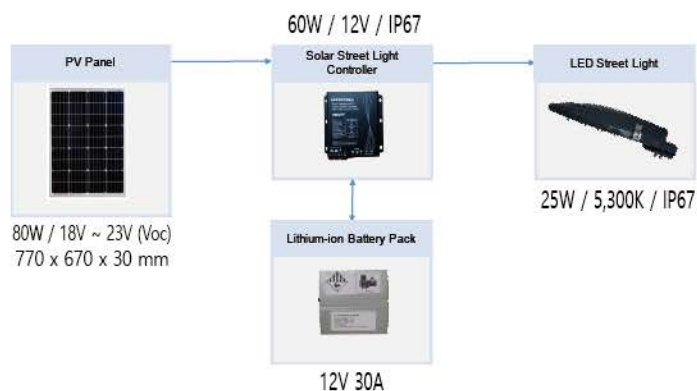 60W / 12V / IP67
PV Panel
Solar Street Light
Controller
LED Street Light
80W / 18V ~ 23V (Voc)
770 x 670 x 30 mm
25W / 5,300K / IP67
Lithium-ion Battery Pack
12V 30A